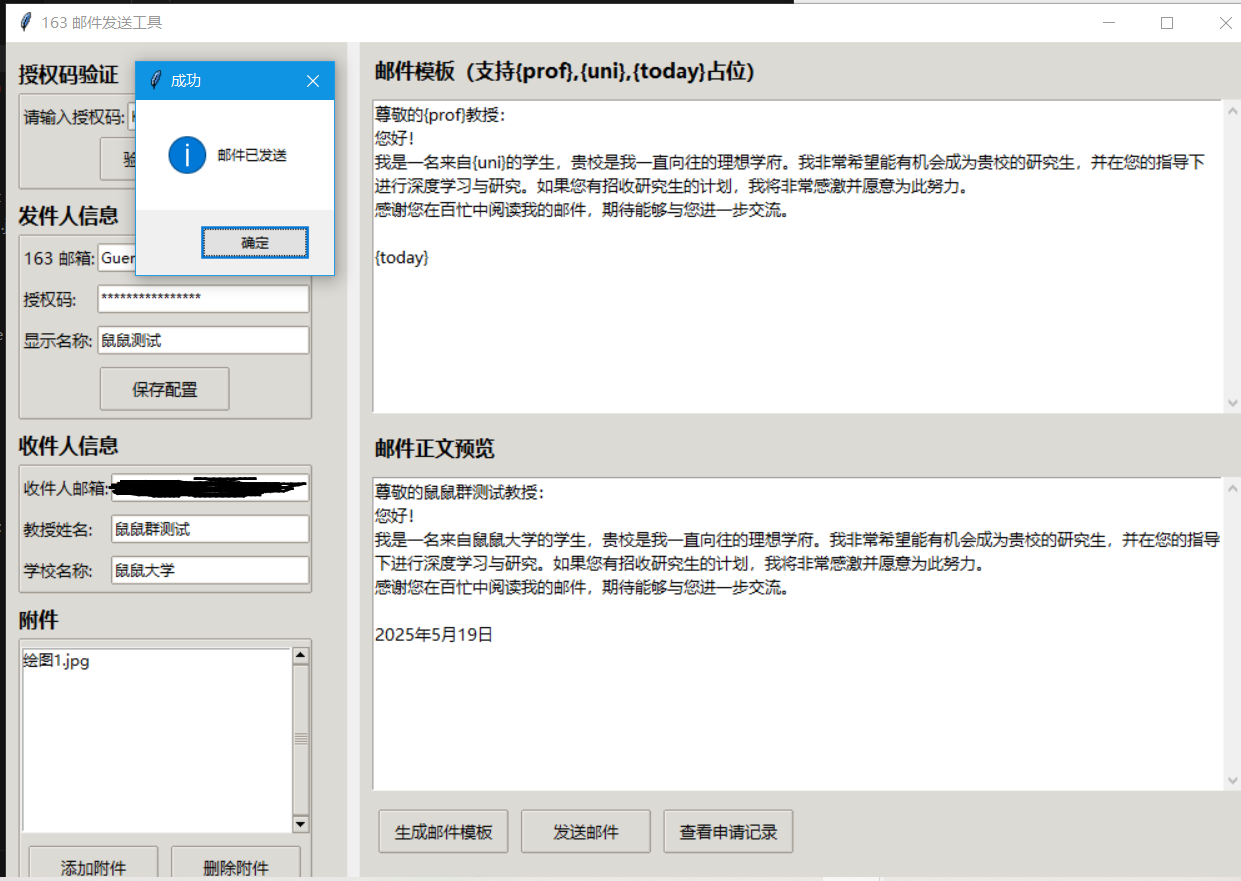 163 邮件发送工具
授权码验证
请输入授权码:
成功
邮件已发送
确定
发件人信息
163 邮箱:
授权码:
****************
显示名称:
鼠鼠测试
保存配置
收件人信息
收件人邮箱:
教授姓名:
鼠鼠群测试
学校名称:
鼠鼠大学
附件
绘图1.jpg
添加附件
删除附件
邮件模板（支持{prof},{uni},{today}占位）
尊敬的{prof}教授：
您好！
我是一名来自{uni}的学生，贵校是我一直向往的理想学府。我非常希望能有机会成为贵校的研究生，并在您的指导下
进行深度学习与研究。如果您有招收研究生的计划，我将非常感激并愿意为此努力。
感谢您在百忙中阅读我的邮件，期待能够与您进一步交流。
{today}
邮件正文预览
尊敬的鼠鼠群测试教授：
您好！
我是一名来自鼠鼠大学的学生，贵校是我一直向往的理想学府。我非常希望能有机会成为贵校的研究生，并在您的指导
下进行深度学习与研究。如果您有招收研究生的计划，我将非常感激并愿意为此努力。
感谢您在百忙中阅读我的邮件，期待能够与您进一步交流。
2025年5月19日
生成邮件模板
发送邮件
查看申请记录